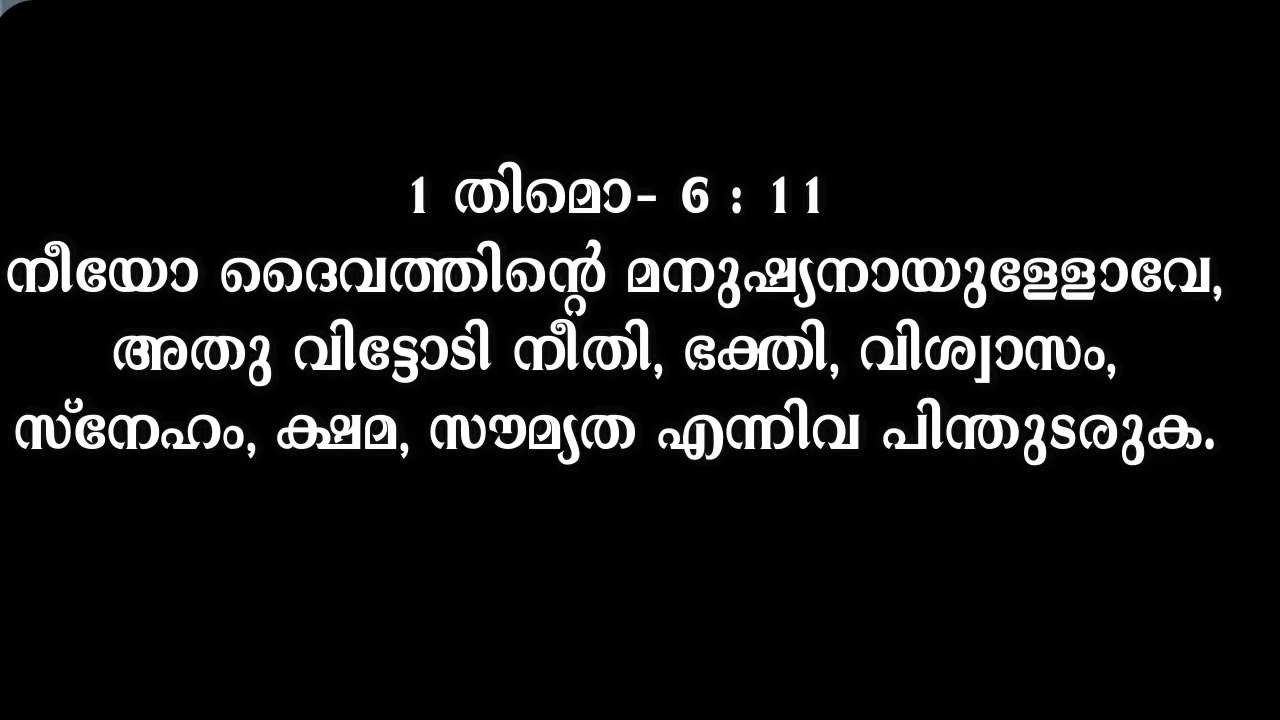 1 തിമൊ- 6 : 11
നീയോ ദൈവത്തിന്റെ മനുഷ്യനായുള്ളോവേ,
അതു വിട്ടോടി നീതി, ഭക്തി, വിശ്വാസം,
സ്നേഹം, ക്ഷമ, സൗമ്യത എന്നിവ പിന്തുടരുക.